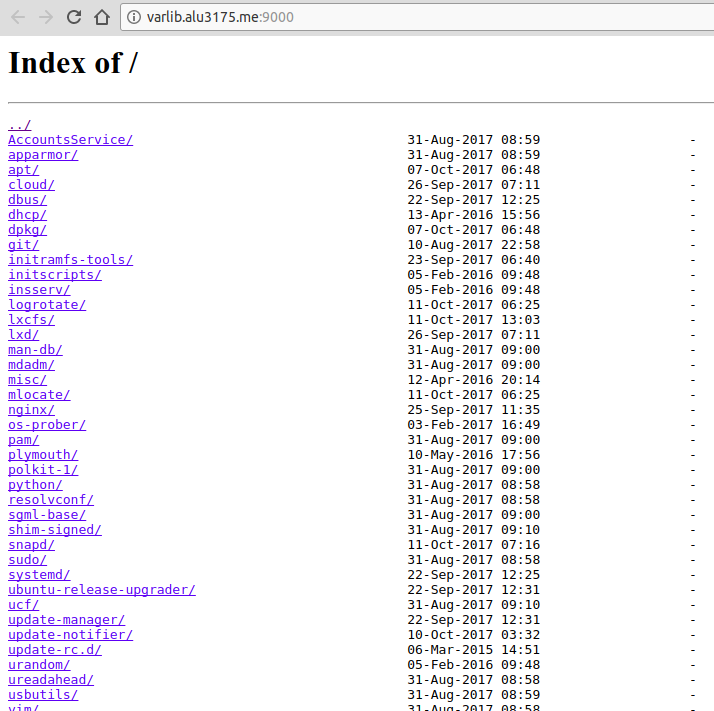 varlib.alu3175.me:9000
Index of /
../
AccountsService/ 31-Aug-2017 08:59 -
apparmor/ 31-Aug-2017 08:59 -
apt/ 07-Oct-2017 06:48 -
cloud/ 26-Sep-2017 07:11 -
dbus/ 22-Sep-2017 12:25 -
dhcp/ 13-Apr-2016 15:56 -
dpkg/ 07-Oct-2017 06:48 -
git/ 10-Aug-2017 22:58 -
initramfs-tools/ 23-Sep-2017 06:40 -
initscripts/ 05-Feb-2016 09:48 -
insserv/ 05-Feb-2016 09:48 -
logrotate/ 11-Oct-2017 06:25 -
lxcfs/ 11-Oct-2017 13:03 -
lxd/ 26-Sep-2017 07:11 -
man-db/ 31-Aug-2017 09:00 -
mdadm/ 31-Aug-2017 09:00 -
misc/ 12-Apr-2016 20:14 -
mlocate/ 11-Oct-2017 06:25 -
nginx/ 25-Sep-2017 11:35 -
os-prober/ 03-Feb-2017 16:49 -
pam/ 31-Aug-2017 09:00 -
plymouth/ 10-May-2016 17:56 -
polkit-1/ 31-Aug-2017 09:00 -
python/ 31-Aug-2017 08:58 -
resolvconf/ 31-Aug-2017 08:58 -
sgml-base/ 31-Aug-2017 09:00 -
shim-signed/ 31-Aug-2017 09:10 -
snapd/ 11-Oct-2017 07:16 -
sudo/ 31-Aug-2017 08:58 -
systemd/ 22-Sep-2017 12:25 -
ubuntu-release-upgrader/ 22-Sep-2017 12:31 -
ucf/ 31-Aug-2017 09:10 -
update-manager/ 22-Sep-2017 12:31 -
update-notifier/ 10-Oct-2017 03:32 -
update-rc.d/ 06-Mar-2015 14:51 -
urandom/ 05-Feb-2016 09:48 -
ureadahead/ 31-Aug-2017 08:58 -
usbutils/ 31-Aug-2017 08:59 -
vim/ 31-Aug-2017 08:58 -